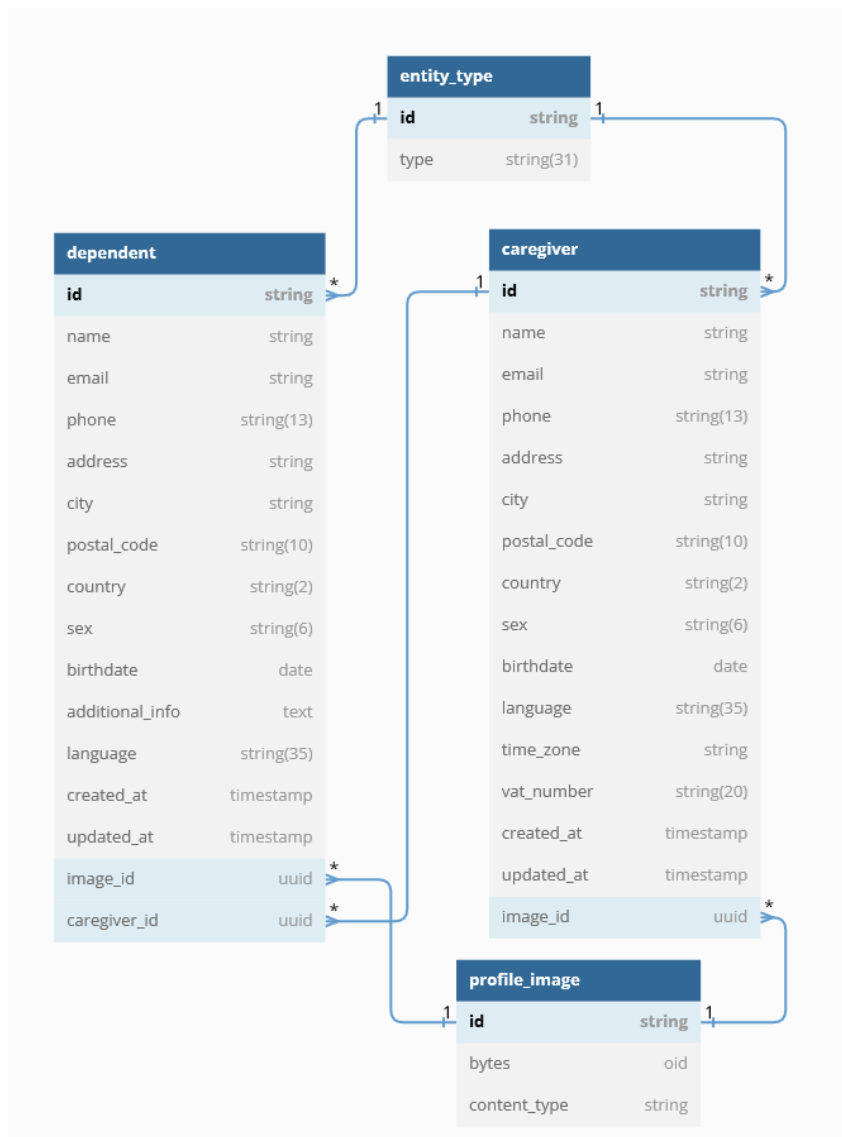 entity_type
1 id string 1
type string(31)
dependent
id string *
name string
email string
phone string(13)
address string
city string
postal_code string(10)
country string(2)
sex string(6)
birthdate date
additional_info text
language string(35)
created_at timestamp
updated_at timestamp
image_id uuid *
caregiver_id uuid *
caregiver
1 id string *
name string
email string
phone string(13)
address string
city string
postal_code string(10)
country string(2)
sex string(6)
birthdate date
language string(35)
time_zone string
vat_number string(20)
created_at timestamp
updated_at timestamp
image_id uuid *
profile_image
1 id string 1
bytes oid
content_type string